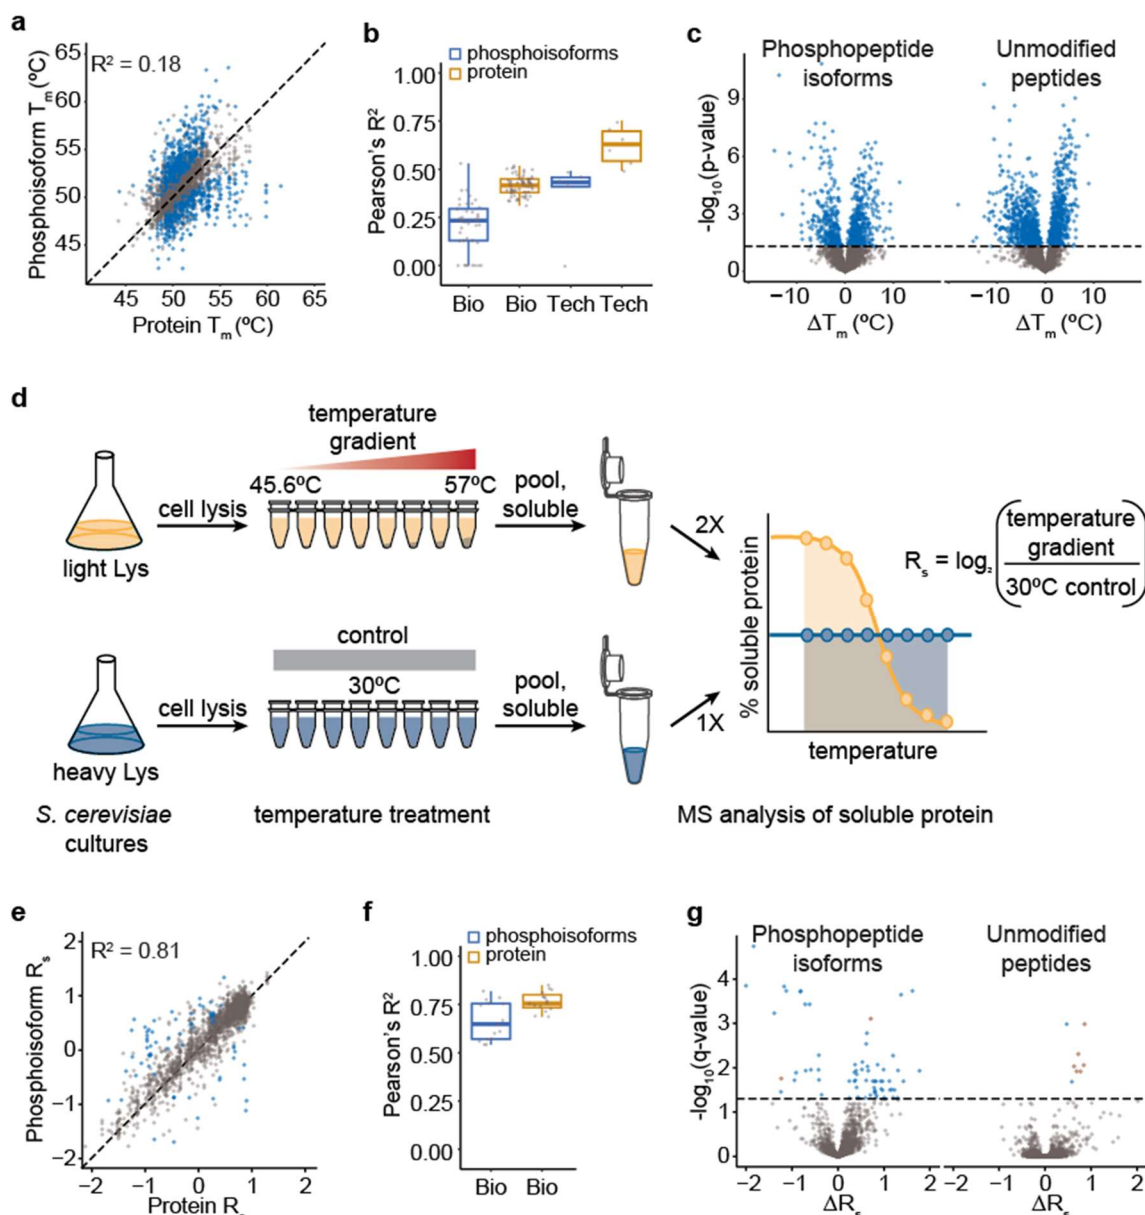 a
65
R² = 0.18
60
55
50
45
Phosphoisoform Tm (ºC)
45 50 55 60 65
Protein Tm (ºC)
b
phosphoisoforms
protein
1.00
0.75
0.50
0.25
0.00
Pearson's R²
Bio Bio Tech Tech
c
Phosphopeptide
isoforms
Unmodified
peptides
9
6
3
0
-log10(p-value)
−10 0 10 −10 0 10
ΔTm (ºC) ΔTm (ºC)
d
temperature
gradient
45.6ºC 57ºC
cell lysis
pool,
soluble
light Lys
2X
control
30ºC
cell lysis
pool,
soluble
heavy Lys
1X
% soluble protein
temperature
Rs = log2
temperature
gradient
30ºC control
S. cerevisiae
cultures
temperature treatment
MS analysis of soluble protein
e
2
R² = 0.81
1
0
−1
−2
Phosphoisoform Rs
−2 −1 0 1 2
Protein Rs
f
phosphoisoforms
protein
1.00
0.75
0.50
0.25
0.00
Pearson's R²
Bio Bio
g
Phosphopeptide
isoforms
Unmodified
peptides
4
3
2
1
0
-log10(q-value)
−2 −1 0 1 2 −2 −1 0 1 2
ΔRs ΔRs